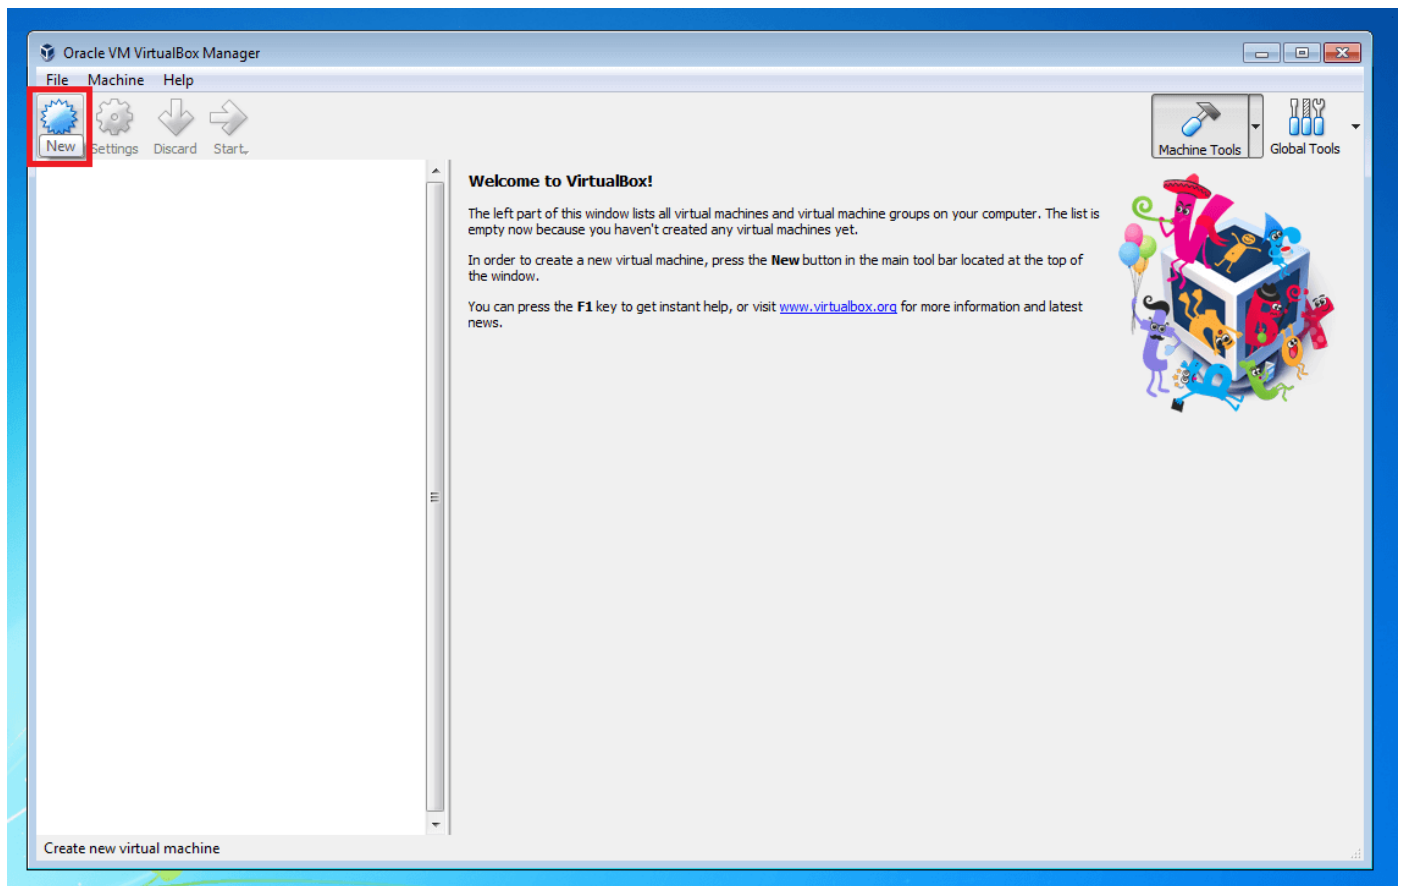 Oracle VM VirtualBox Manager
File Machine Help
New Settings Discard Start
Machine Tools Global Tools
Welcome to VirtualBox!
The left part of this window lists all virtual machines and virtual machine groups on your computer. The list is
empty now because you haven't created any virtual machines yet.
In order to create a new virtual machine, press the New button in the main tool bar located at the top of
the window.
You can press the F1 key to get instant help, or visit www.virtualbox.org for more information and latest
news.
Create new virtual machine